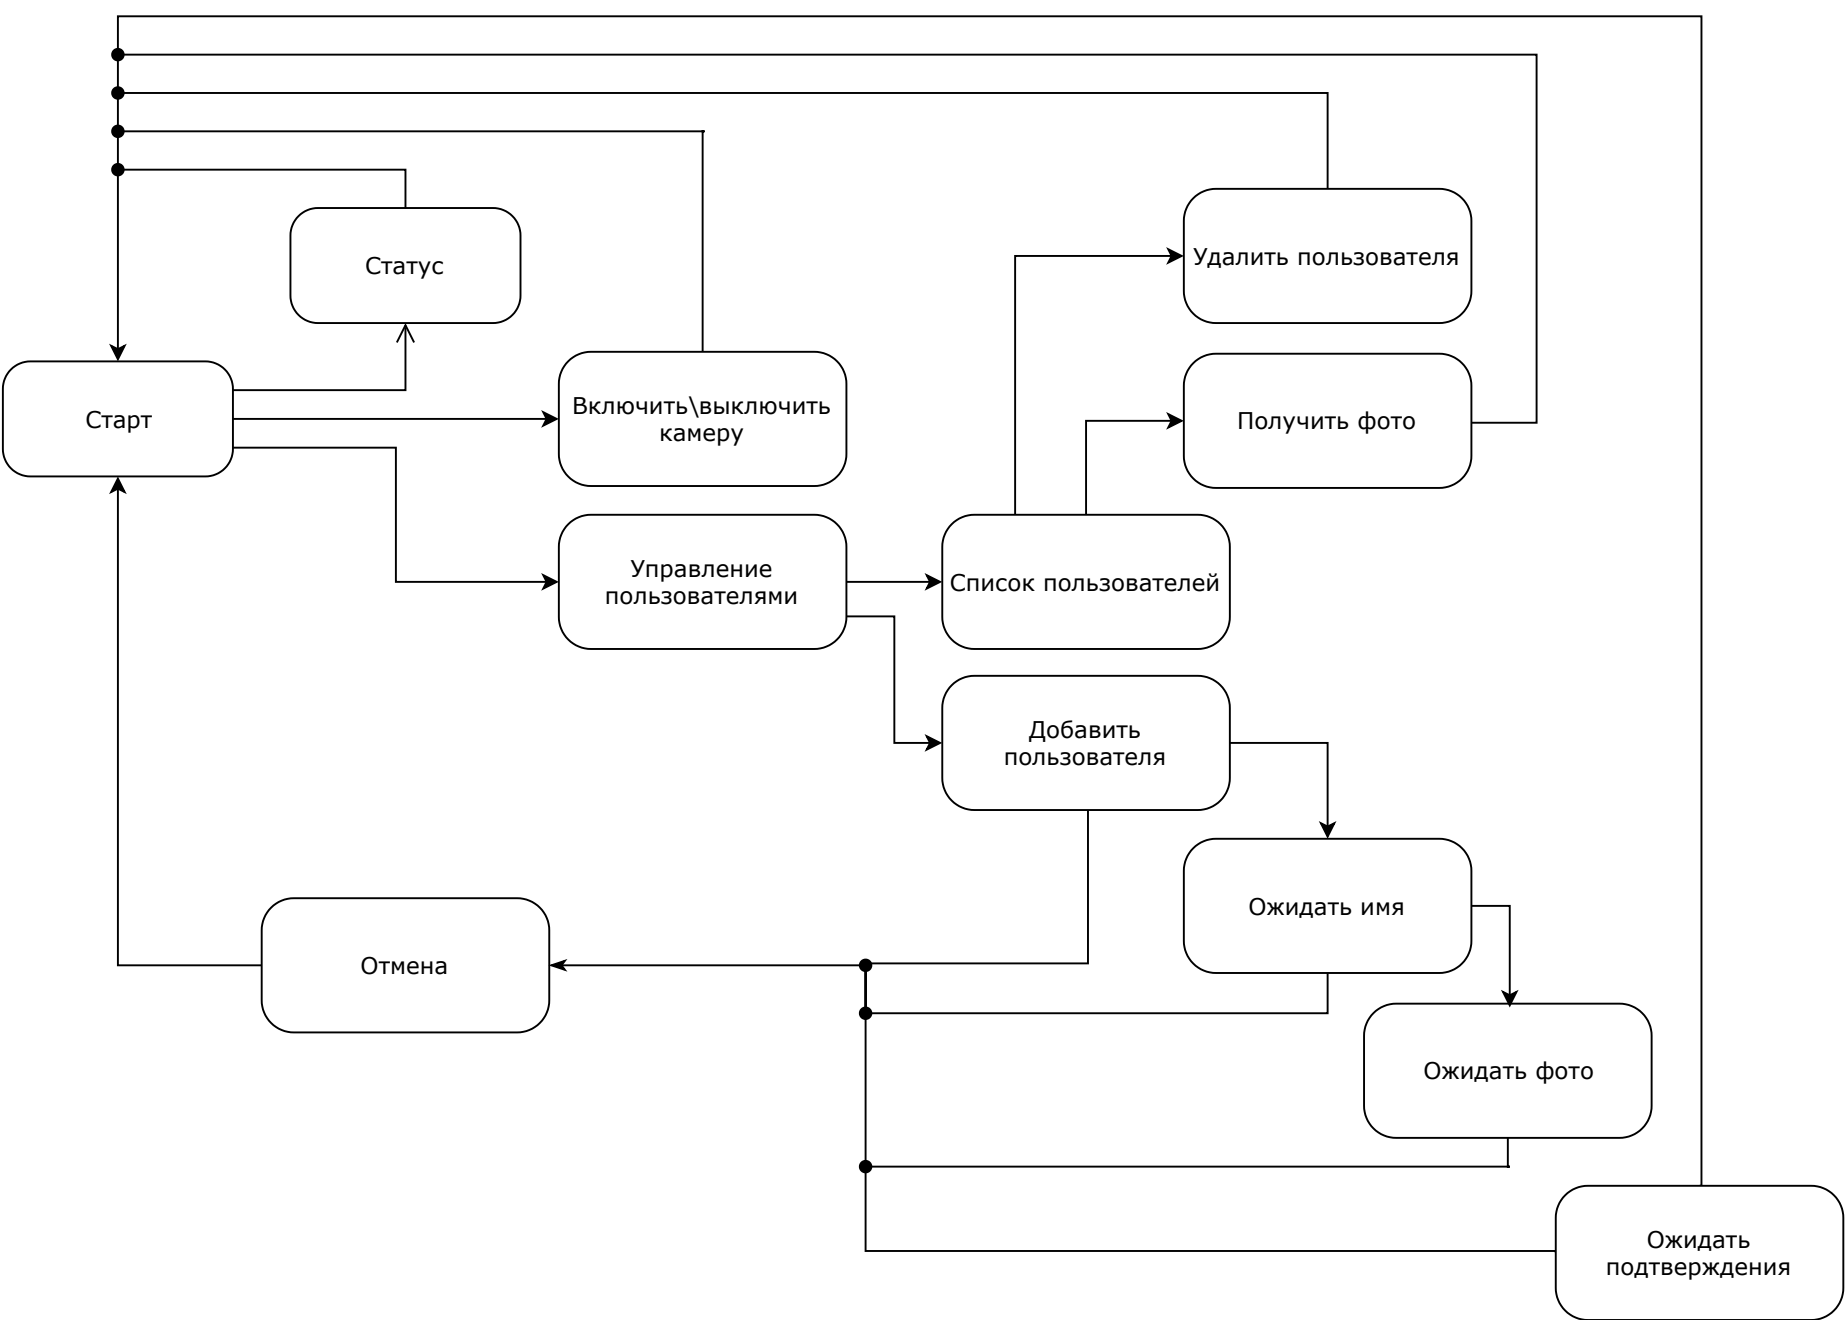 Статус
Удалить пользователя
Старт
Включить\выключить
камеру
Получить фото
Управление
пользователями
Список пользователей
Добавить
пользователя
Ожидать имя
Отмена
Ожидать фото
Ожидать
подтверждения